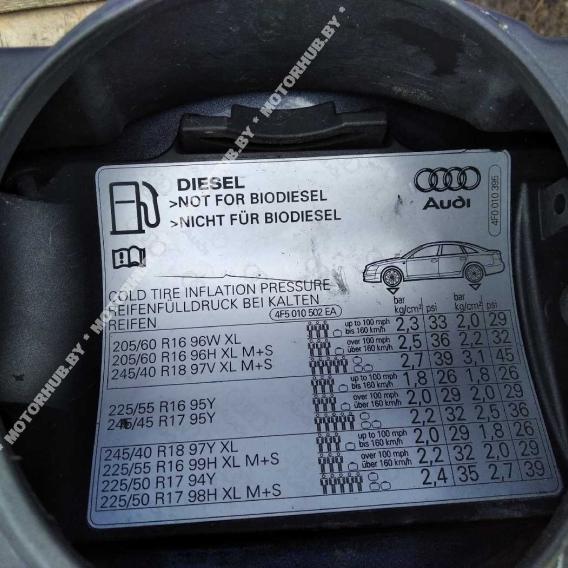 DIESEL
>NOT FOR BIODIESEL
>NICHT FÜR BIODIESEL
Audi
4F0 010 395
COLD TIRE INFLATION PRESSURE
REIFENFÜLLDRUCK BEI KALTEN
REIFEN
4F5 010 502 EA
bar kg/cm² psi bar kg/cm² psi
205/60 R16 96W XL up to 100 mph bis 160 km/h 2,3 33 2,0 29
205/60 R16 96H XL M+S over 100 mph über 160 km/h 2,5 36 2,2 32
245/40 R18 97V XL M+S 2,7 39 3,1 45
up to 100 mph bis 160 km/h 1,8 26 1,8 26
225/55 R16 95Y over 100 mph über 160 km/h 2,0 29 2,0 29
245/45 R17 95Y 2,2 32 2,5 36
245/40 R18 97Y XL up to 100 mph bis 160 km/h 2,0 29 1,8 26
225/55 R16 99H XL M+S over 100 mph über 160 km/h 2,2 32 2,0 29
225/50 R17 94Y 2,4 35 2,7 39
225/50 R17 98H XL M+S
MOTORHUB.BY * MOTORHUB.BY * MOTORHUB.BY